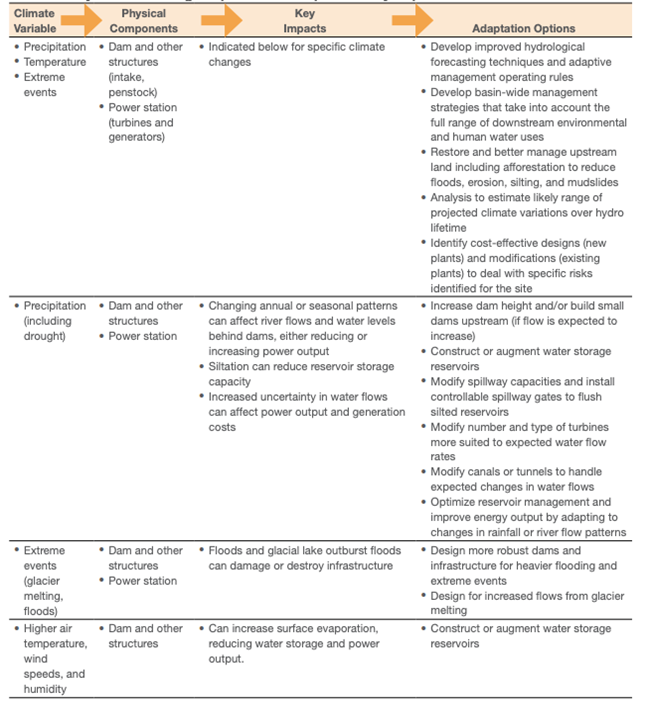 Climate Variable
Physical Components
Key Impacts
Adaptation Options
• Precipitation
• Temperature
• Extreme
events
• Dam and other
structures
(intake,
penstock)
• Power station
(turbines and
generators)
• Indicated below for specific climate
changes
• Develop improved hydrological
forecasting techniques and adaptive
management operating rules
• Develop basin-wide management
strategies that take into account the
full range of downstream environmental
and human water uses
• Restore and better manage upstream
land including afforestation to reduce
floods, erosion, silting, and mudslides
• Analysis to estimate likely range of
projected climate variations over hydro
lifetime
• Identify cost-effective designs (new
plants) and modifications (existing
plants) to deal with specific risks
identified for the site
• Precipitation
(including
drought)
• Dam and other
structures
• Power station
• Changing annual or seasonal patterns
can affect river flows and water levels
behind dams, either reducing or
increasing power output
• Siltation can reduce reservoir storage
capacity
• Increased uncertainty in water flows
can affect power output and generation
costs
• Increase dam height and/or build small
dams upstream (if flow is expected to
increase)
• Construct or augment water storage
reservoirs
• Modify spillway capacities and install
controllable spillway gates to flush
silted reservoirs
• Modify number and type of turbines
more suited to expected water flow
rates
• Modify canals or tunnels to handle
expected changes in water flows
• Optimize reservoir management and
improve energy output by adapting to
changes in rainfall or river flow patterns
• Extreme
events
(glacier
melting,
floods)
• Dam and other
structures
• Power station
• Floods and glacial lake outburst floods
can damage or destroy infrastructure
• Design more robust dams and
infrastructure for heavier flooding and
extreme events
• Design for increased flows from glacier
melting
• Higher air
temperature,
wind
speeds, and
humidity
• Dam and other
structures
• Can increase surface evaporation,
reducing water storage and power
output.
• Construct or augment water storage
reservoirs